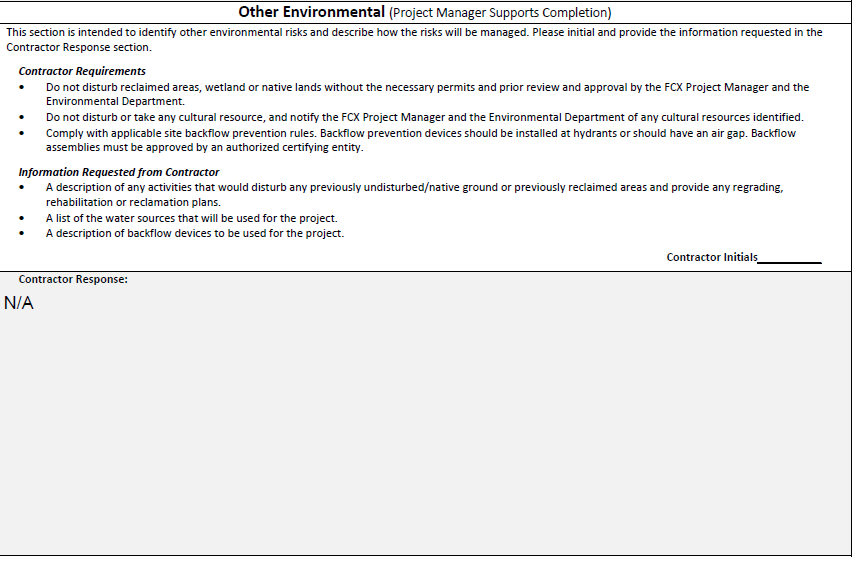 Other Environmental (Project Manager Supports Completion)
This section is intended to identify other environmental risks and describe how the risks will be managed. Please initial and provide the information requested in the
Contractor Response section.
Contractor Requirements
• Do not disturb reclaimed areas, wetland or native lands without the necessary permits and prior review and approval by the FCX Project Manager and the
Environmental Department.
• Do not disturb or take any cultural resource, and notify the FCX Project Manager and the Environmental Department of any cultural resources identified.
• Comply with applicable site backflow prevention rules. Backflow prevention devices should be installed at hydrants or should have an air gap. Backflow
assemblies must be approved by an authorized certifying entity.
Information Requested from Contractor
• A description of any activities that would disturb any previously undisturbed/native ground or previously reclaimed areas and provide any regrading,
rehabilitation or reclamation plans.
• A list of the water sources that will be used for the project.
• A description of backflow devices to be used for the project.
Contractor Initials__________
Contractor Response:
N/A